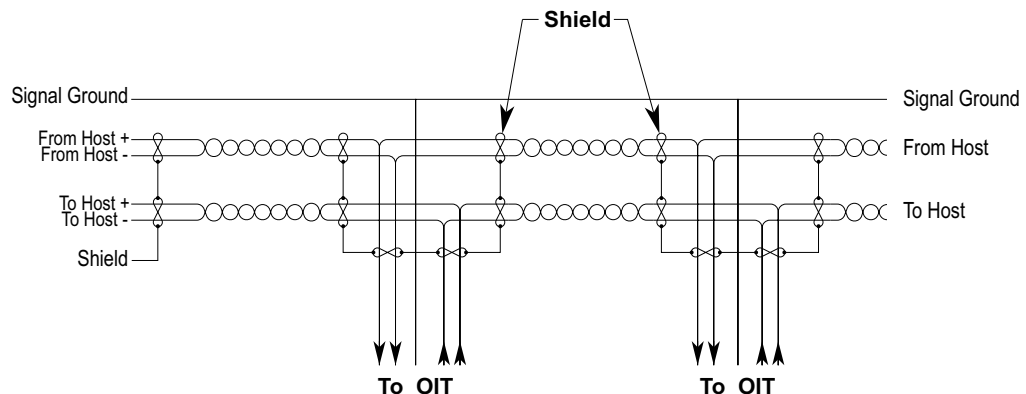 Shield
Signal Ground
Signal Ground
From Host +
From Host -
From Host
To Host +
To Host -
To Host
Shield
To OIT
To OIT